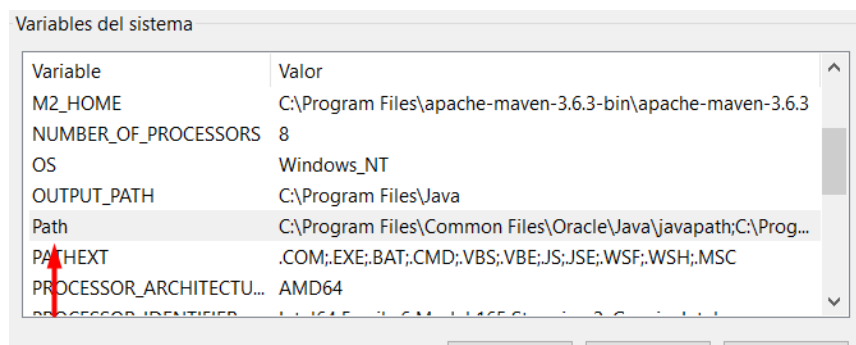 Variables del sistema
Variable Valor
M2_HOME C:\Program Files\apache-maven-3.6.3-bin\apache-maven-3.6.3
NUMBER_OF_PROCESSORS 8
OS Windows_NT
OUTPUT_PATH C:\Program Files\Java
Path C:\Program Files\Common Files\Oracle\Java\javapath;C:\Prog...
PATHEXT .COM;.EXE;.BAT;.CMD;.VBS;.VBE;.JS;.JSE;.WSF;.WSH;.MSC
PROCESSOR_ARCHITECTU... AMD64